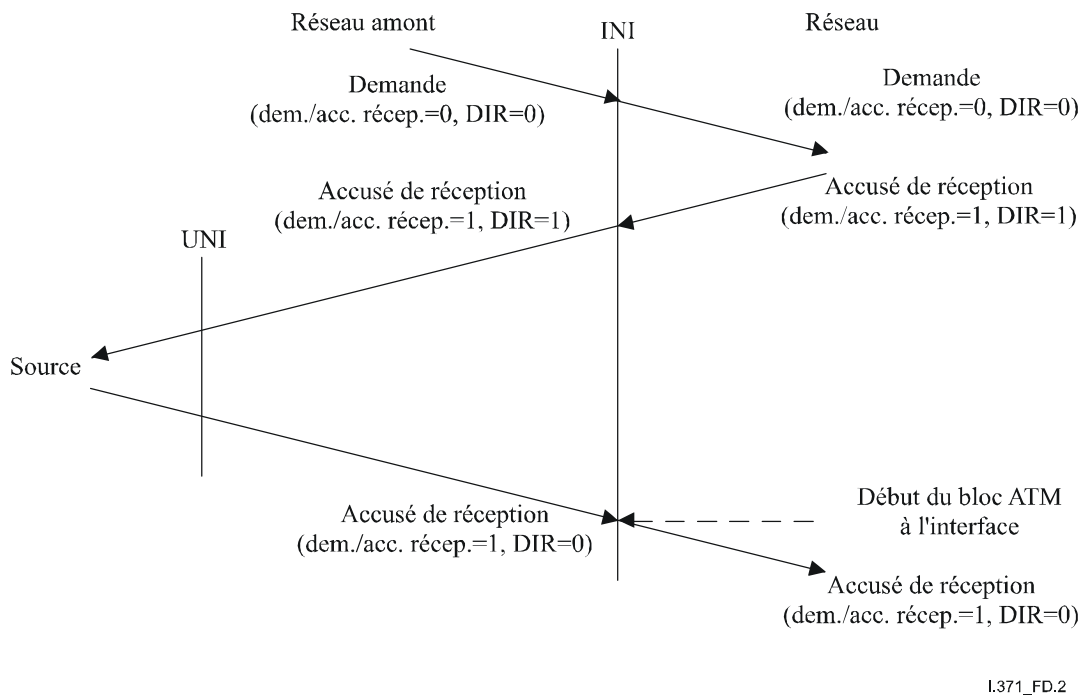 Réseau amont
INI
Réseau
Demande
(dem./acc. récep.=0, DIR=0)
Demande
(dem./acc. récep.=0, DIR=0)
Accusé de réception
(dem./acc. récep.=1, DIR=1)
Accusé de réception
(dem./acc. récep.=1, DIR=1)
UNI
Source
Début du bloc ATM
à l'interface
Accusé de réception
(dem./acc. récep.=1, DIR=0)
Accusé de réception
(dem./acc. récep.=1, DIR=0)
I.371_FD.2